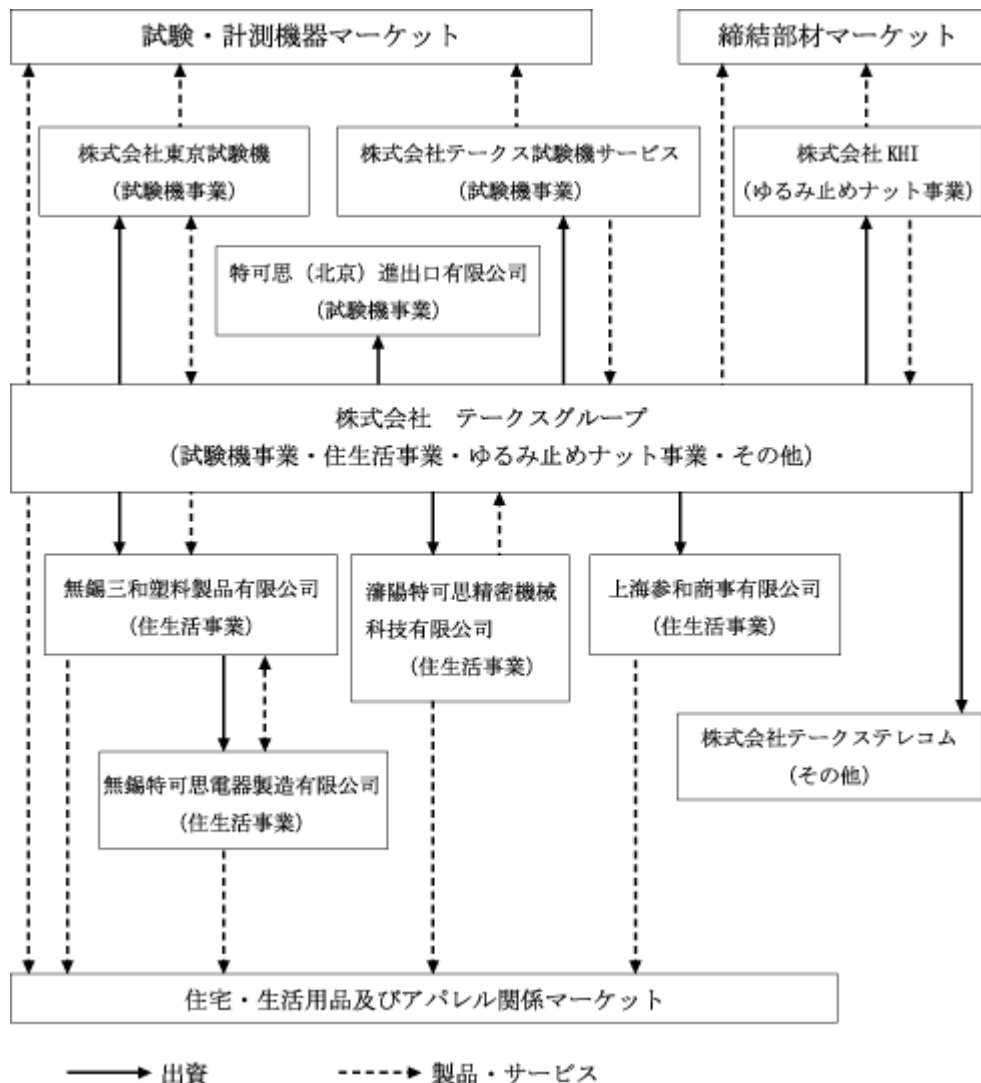 試験・計測機器マーケット
締結部材マーケット
株式会社東京試験機
(試験機事業)
株式会社テークス試験機サービス
(試験機事業)
株式会社 KHI
(ゆるみ止めナット事業)
特可思（北京）進出口有限公司
(試験機事業)
株式会社　テークスグループ
(試験機事業・住生活事業・ゆるみ止めナット事業・その他)
無錫三和塑料製品有限公司
(住生活事業)
瀋陽特可思精密機械
科技有限公司
(住生活事業)
上海参和商事有限公司
(住生活事業)
株式会社テークステレコム
(その他)
無錫特可思電器製造有限公司
(住生活事業)
住宅・生活用品及びアパレル関係マーケット
出資
製品・サービス